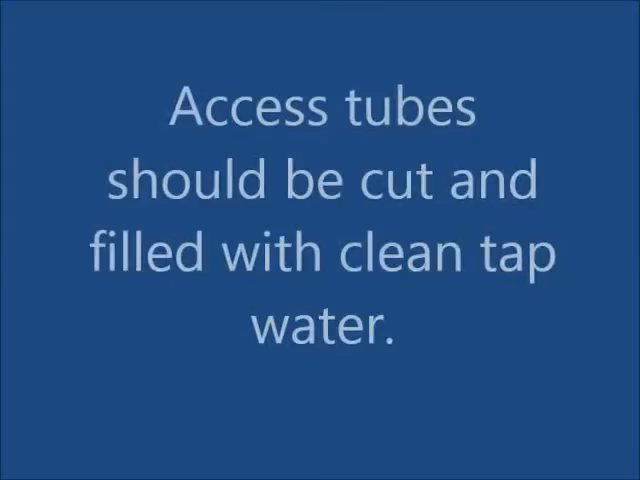 Access tubes
should be cut and
filled with clean tap
water.